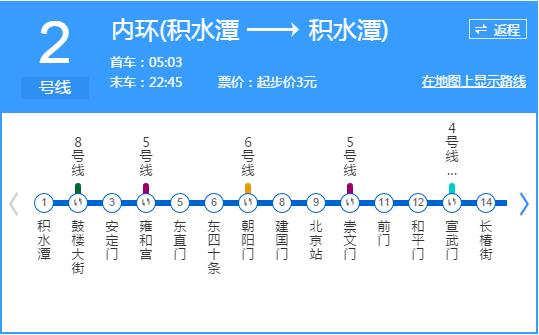 2
号线
内环(积水潭 → 积水潭)
首车：05:03
末车：22:45 票价：起步价3元
返程
在地图上显示路线
8号线
5号线
6号线
5号线
4号线...
1
3
5
6
8
9
11
12
14
积水潭
鼓楼大街
安定门
雍和宫
东直门
东四十条
朝阳门
建国门
北京站
崇文门
前门
和平门
宣武门
长椿街